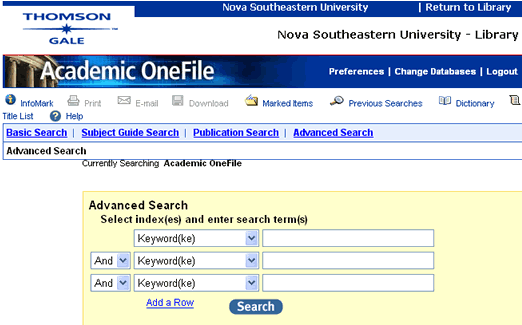 Nova Southeastern University | Return to Library
THOMSON
GALE
Nova Southeastern University - Library
Academic OneFile
Preferences | Change Databases | Logout
InfoMark Print E-mail Download Marked Items Previous Searches Dictionary
Title List Help
Basic Search | Subject Guide Search | Publication Search | Advanced Search
Advanced Search
Currently Searching Academic OneFile
Advanced Search
Select index(es) and enter search term(s)
Keyword(ke)
And Keyword(ke)
And Keyword(ke)
Add a Row Search